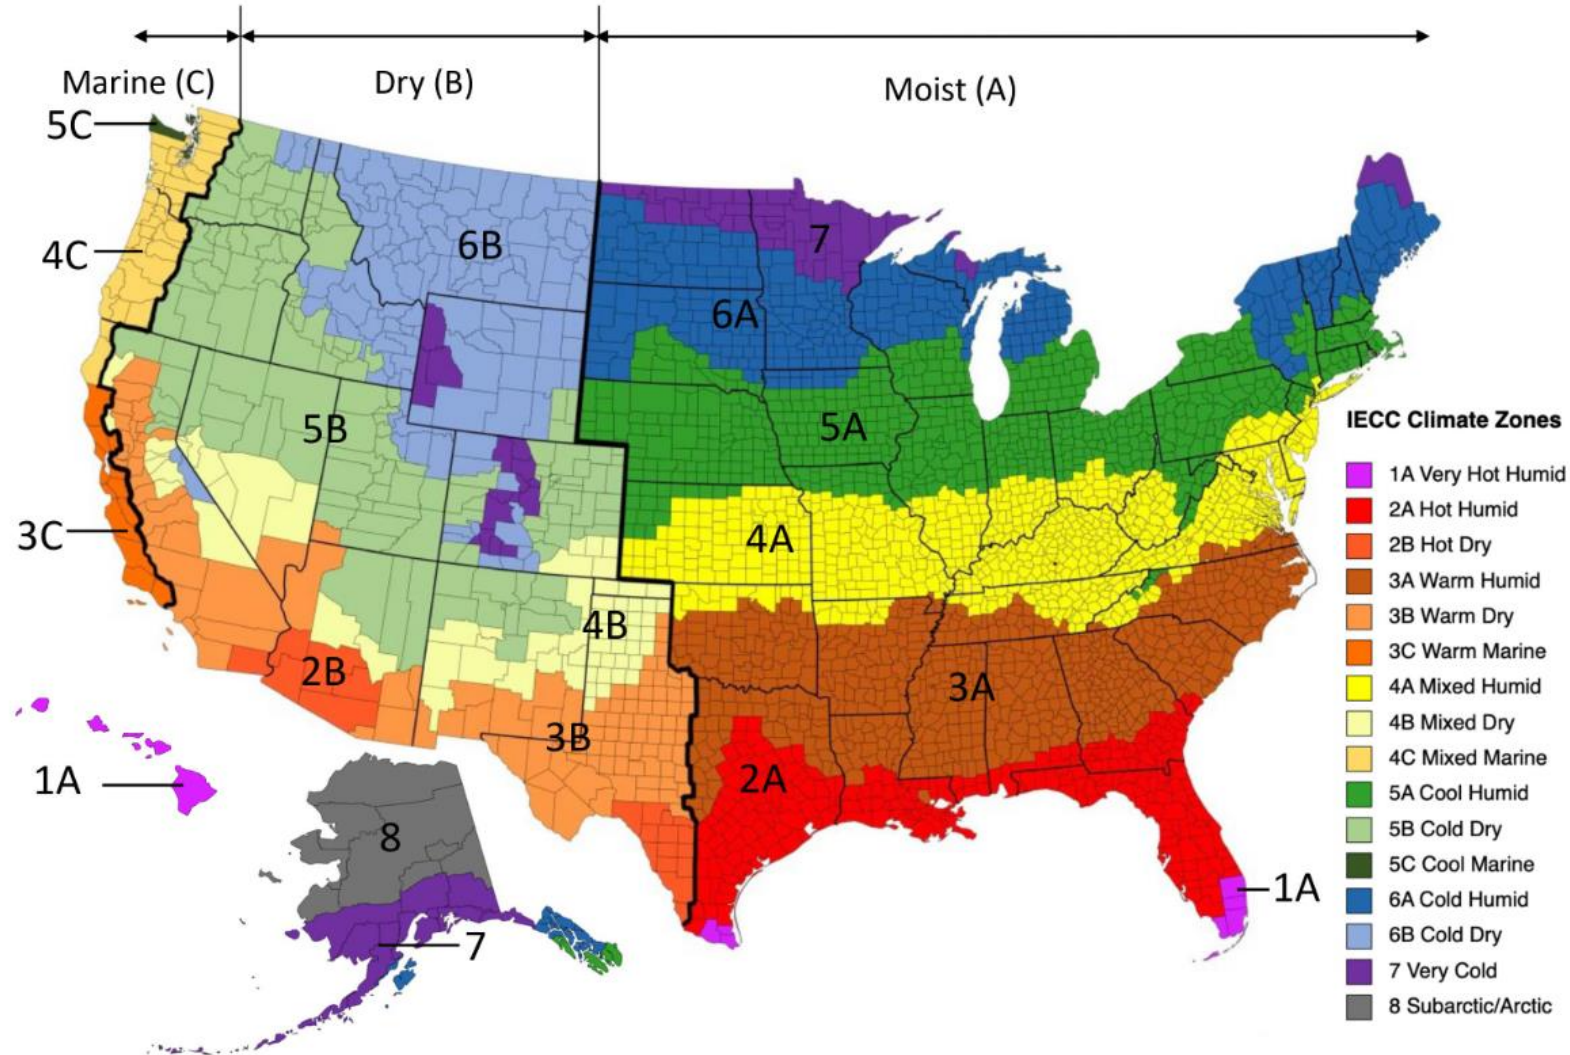 Marine (C)
Dry (B)
Moist (A)
5C
4C
6B
7
6A
5B
5A
3C
4A
4B
2B
3A
3B
2A
1A
8
7
1A
IECC Climate Zones
1A Very Hot Humid
2A Hot Humid
2B Hot Dry
3A Warm Humid
3B Warm Dry
3C Warm Marine
4A Mixed Humid
4B Mixed Dry
4C Mixed Marine
5A Cool Humid
5B Cold Dry
5C Cool Marine
6A Cold Humid
6B Cold Dry
7 Very Cold
8 Subarctic/Arctic